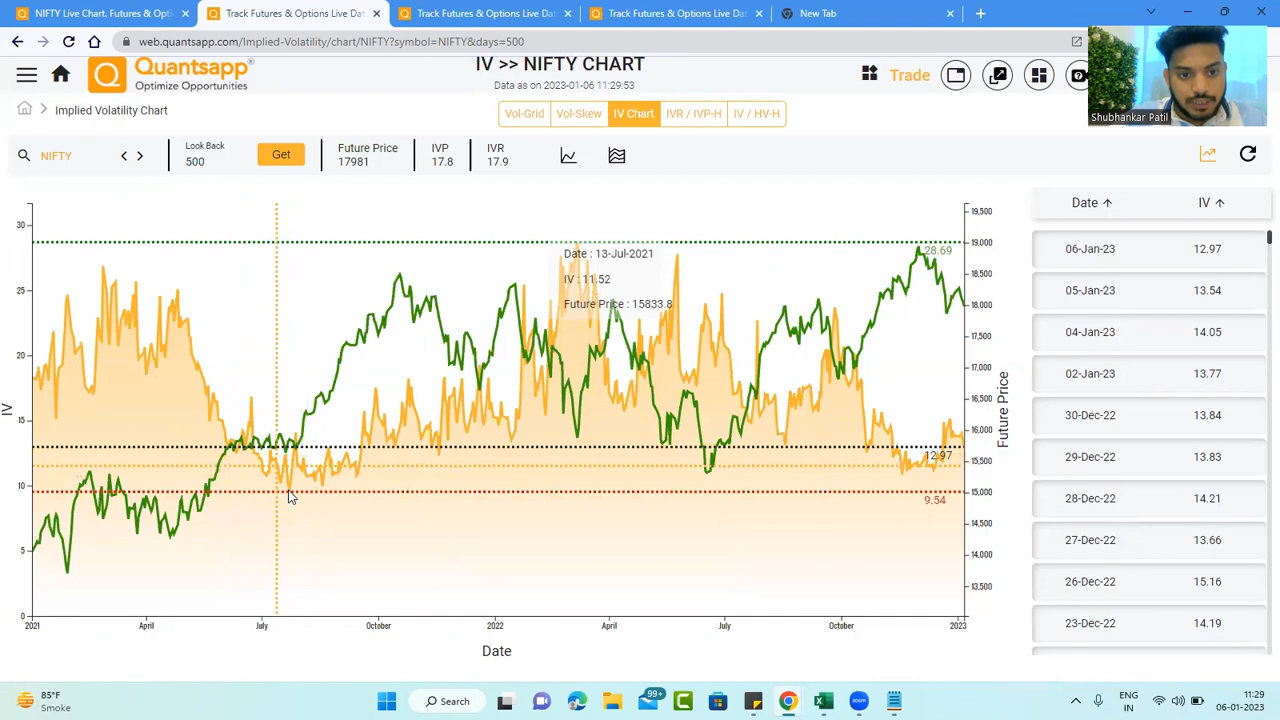 NIFTY. Quantsapp: Futures & O
Track Futures & Options Live Dat
Track Futures & Options Live Dat
Track Futures & Options Live Dat
New Tab
web.quantsapp.com/Implied-Volatility/chart/NIFTY?symbol=NIFTY&days=500
Quantsapp
Optimize Opportunities
IV >> NIFTY CHART
Data as on 2023-01-06 11:29:53
Trade
Shubhankar Patil
Implied Volatility Chart
Vol-Grid
Vol-Skew
IV Chart
IVR / IVP-H
IV / HV-H
NIFTY
Look Back
500
Get
Future Price
17981
IVP
17.8
IVR
17.9
Date : 13-Jul-2021
IV : 11.52
Future Price : 15833.8
28.69
12.97
9.54
IV
30
25
20
15
10
5
0
19,500
19,000
18,500
18,000
17,500
17,000
16,500
16,000
15,500
15,000
14,500
14,000
13,500
Future Price
2021
April
July
October
2022
April
July
October
2023
Date
Date ↑ IV ↑
06-Jan-23 12.97
05-Jan-23 13.54
04-Jan-23 14.05
02-Jan-23 13.77
30-Dec-22 13.84
29-Dec-22 13.83
28-Dec-22 14.21
27-Dec-22 13.66
26-Dec-22 15.16
23-Dec-22 14.19
85°F
Smoke
Search
99+
ENG
IN
11:29
06-01-2023